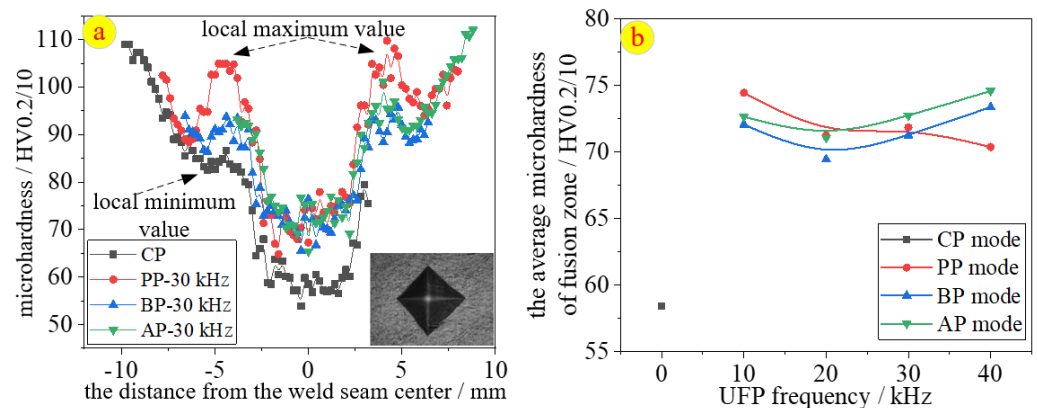 a
local maximum value
local minimum
value
CP
PP-30 kHz
BP-30 kHz
AP-30 kHz
microhardness / HV0.2/10
110
100
90
80
70
60
50
-10
-5
0
5
10
the distance from the weld seam center / mm
b
CP mode
PP mode
BP mode
AP mode
the average microhardness
of fusion zone / HV0.2/10
80
75
70
65
60
55
0
10
20
30
40
UFP frequency / kHz